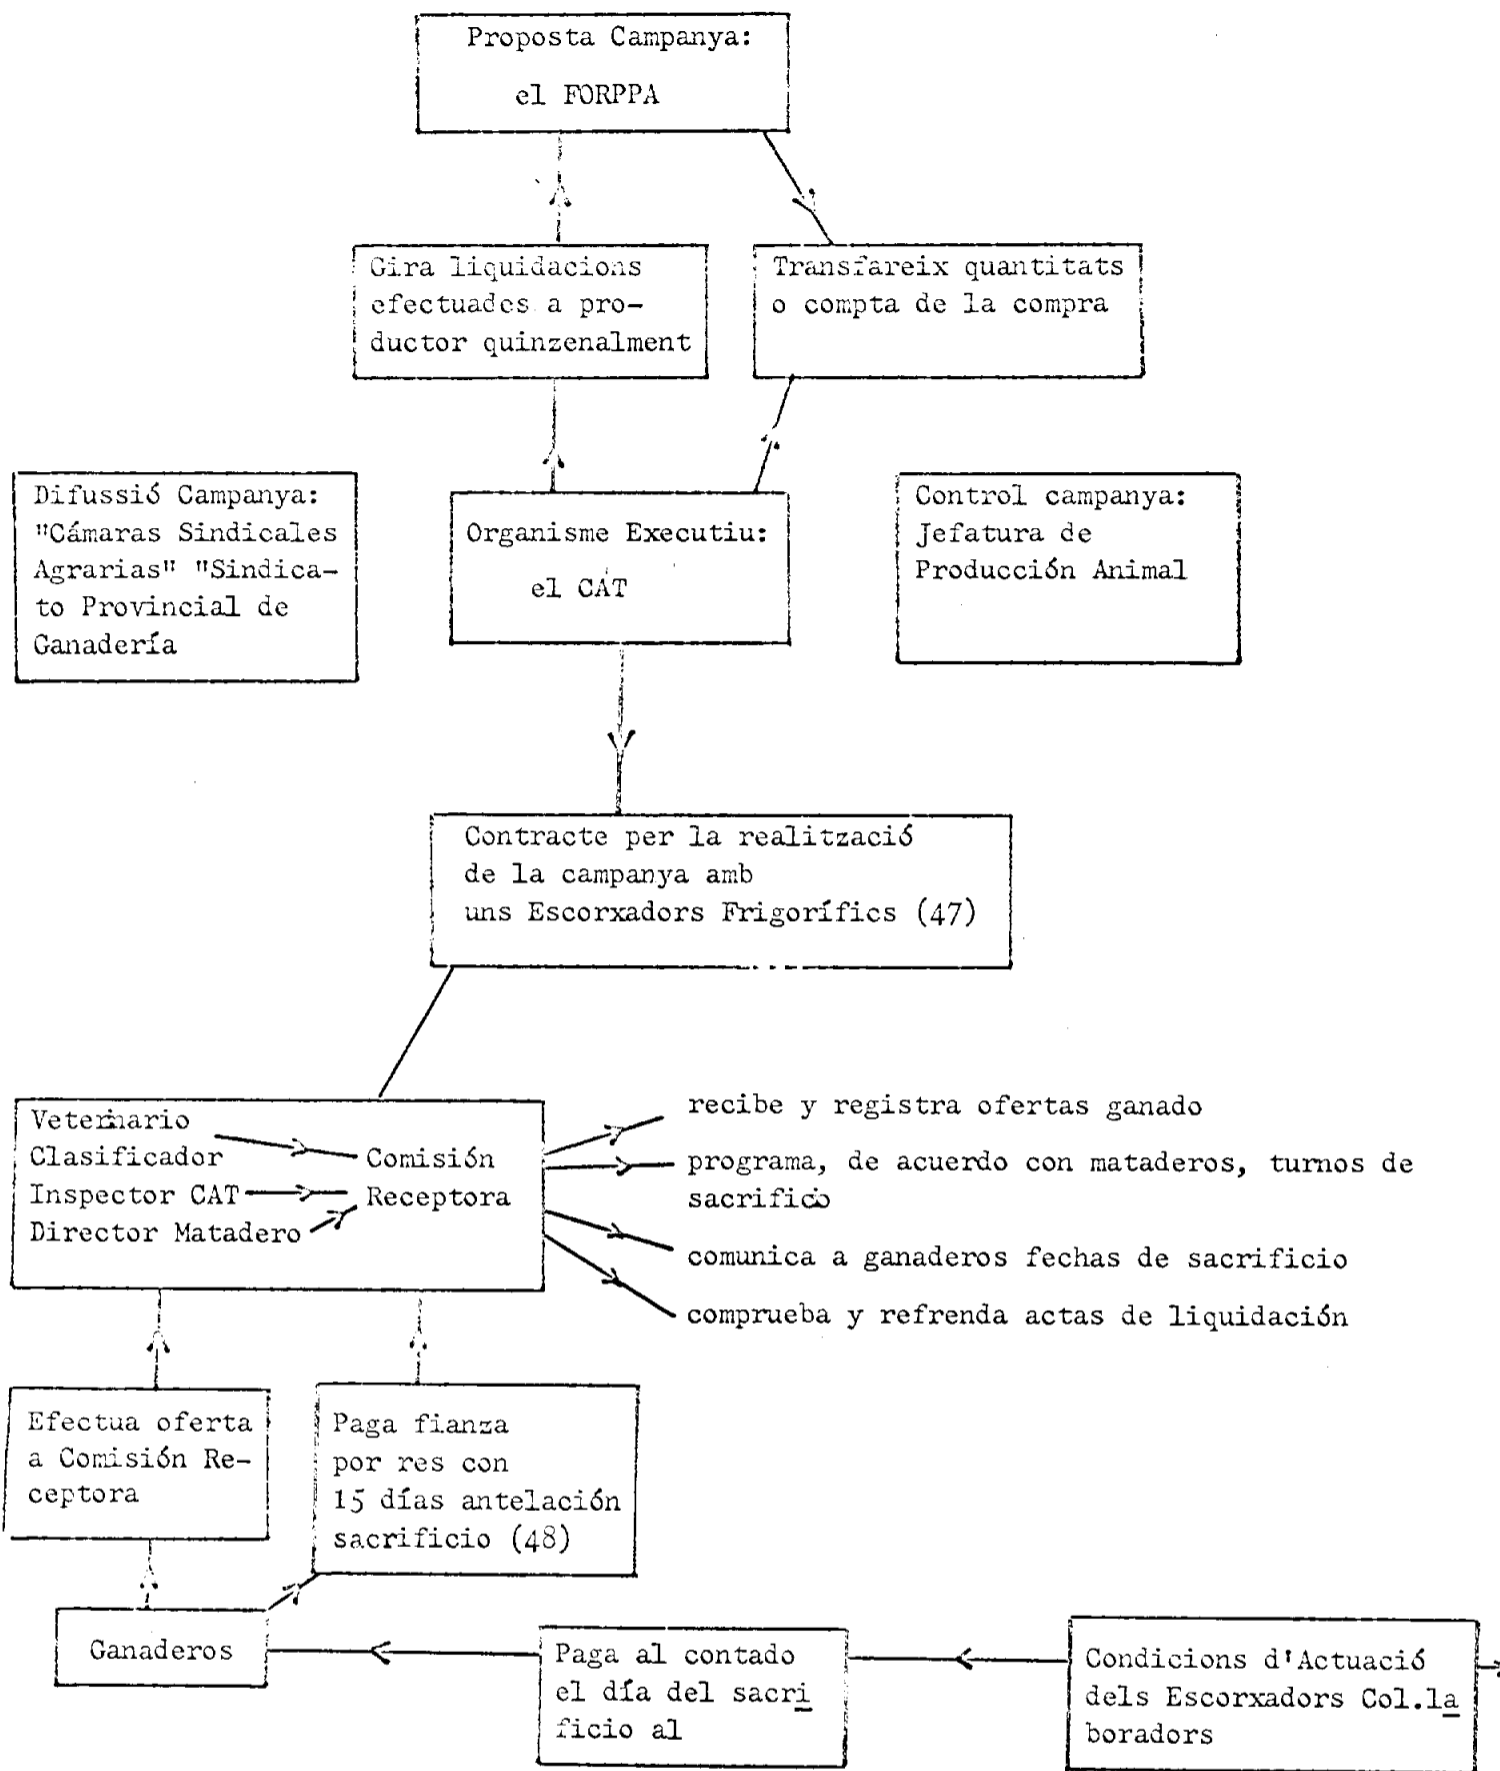 Proposta Campanya:
el FORPPA
Gira liquidacions
efectuades a pro-
ductor quinzenalment
Transfareix quantitats
o compta de la compra
Difussió Campanya:
"Cámaras Sindicales
Agrarias" "Sindica-
to Provincial de
Ganadería
Organisme Executiu:
el CAT
Control campanya:
Jefatura de
Producción Animal
Contracte per la realització
de la campanya amb
uns Escorxadors Frigorífics (47)
Veterinario
Clasificador
Inspector CAT
Director Matadero
Comisión
Receptora
recibe y registra ofertas ganado
programa, de acuerdo con mataderos, turnos de
sacrificio
comunica a ganaderos fechas de sacrificio
comprueba y refrenda actas de liquidación
Efectua oferta
a Comisión Re-
ceptora
Paga fianza
por res con
15 días antelación
sacrificio (48)
Ganaderos
Paga al contado
el día del sacri
ficio al
Condicions d'Actuació
dels Escorxadors Col.la
boradors